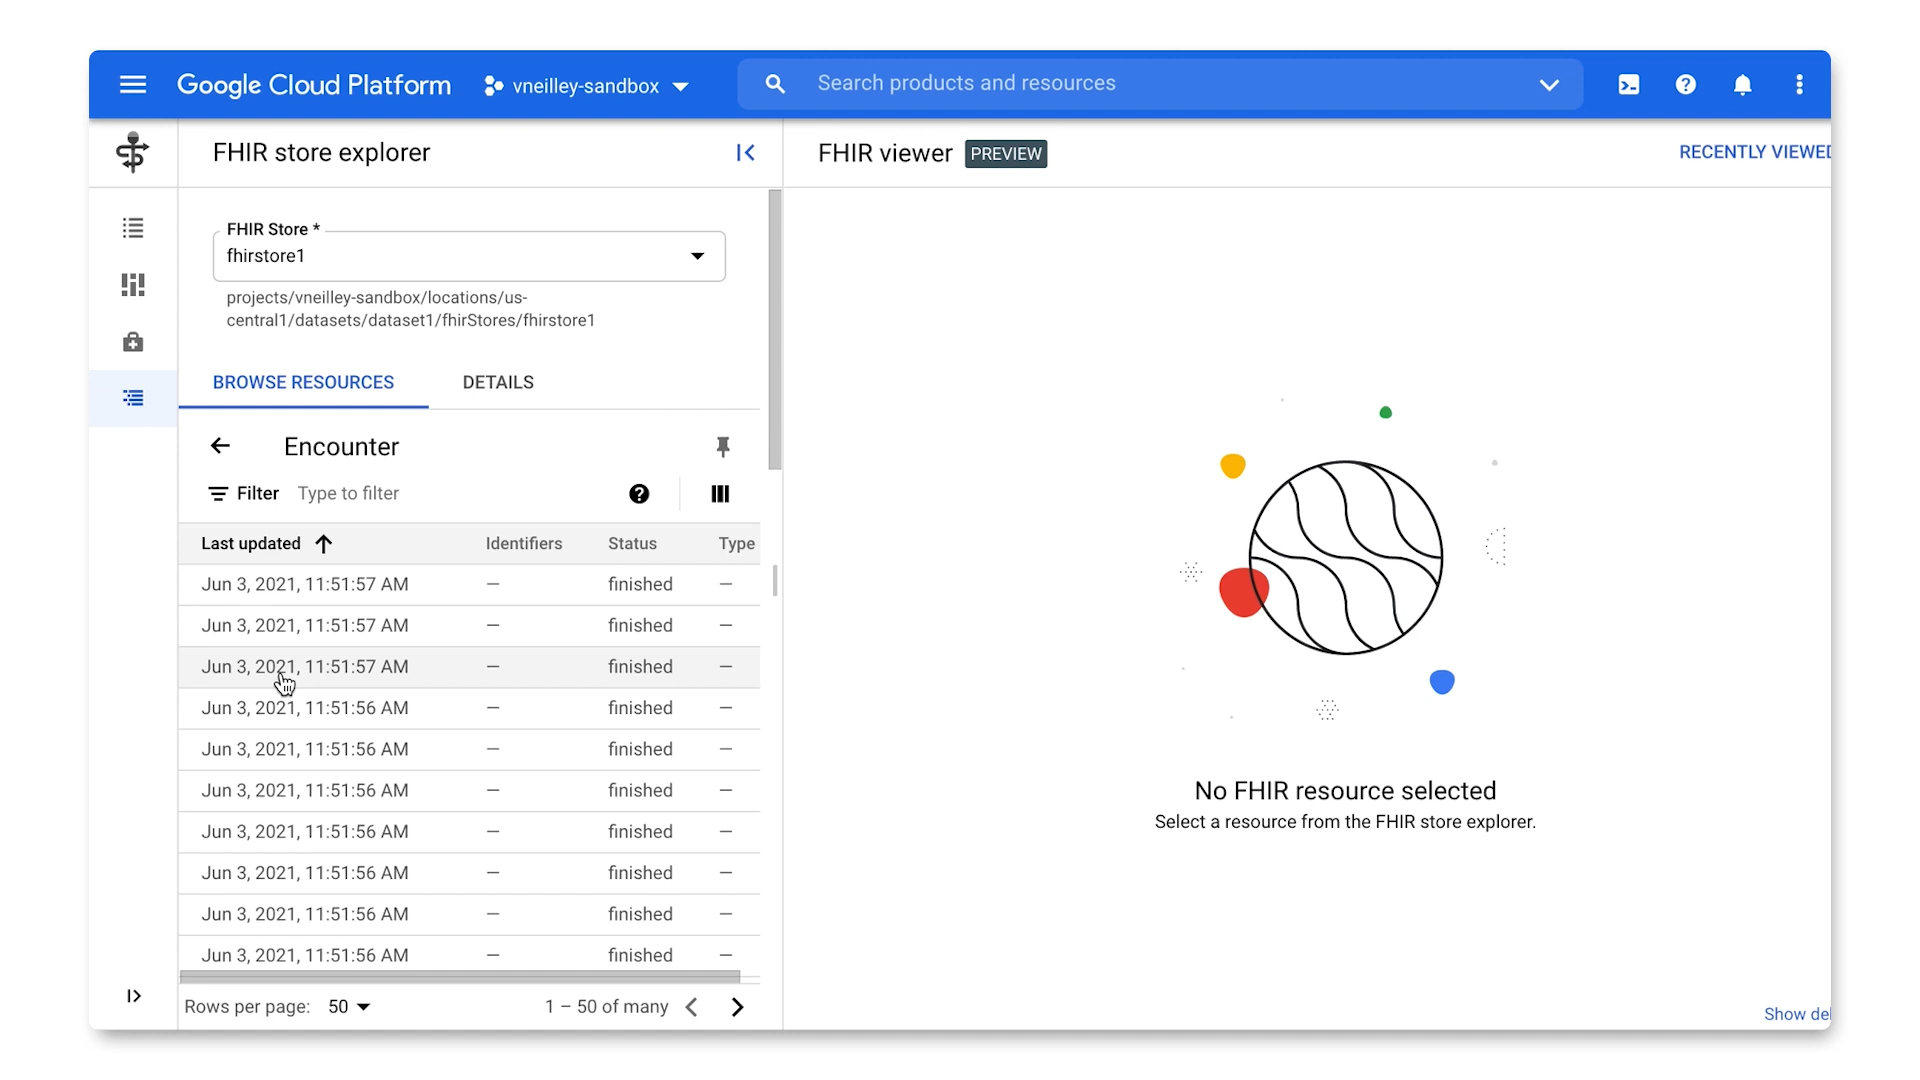 Google Cloud Platform
vneilley-sandbox
Search products and resources
FHIR store explorer
FHIR viewer
PREVIEW
RECENTLY VIEWED
FHIR Store *
fhirstore1
projects/vneilley-sandbox/locations/us-
central1/datasets/dataset1/fhirStores/fhirstore1
BROWSE RESOURCES
DETAILS
Encounter
Filter Type to filter
Last updated Identifiers Status Type
Jun 3, 2021, 11:51:57 AM — finished —
Jun 3, 2021, 11:51:57 AM — finished —
Jun 3, 2021, 11:51:57 AM — finished —
Jun 3, 2021, 11:51:56 AM — finished —
Jun 3, 2021, 11:51:56 AM — finished —
Jun 3, 2021, 11:51:56 AM — finished —
Jun 3, 2021, 11:51:56 AM — finished —
Jun 3, 2021, 11:51:56 AM — finished —
Jun 3, 2021, 11:51:56 AM — finished —
Jun 3, 2021, 11:51:56 AM — finished —
Rows per page: 50
1 – 50 of many
No FHIR resource selected
Select a resource from the FHIR store explorer.
Show